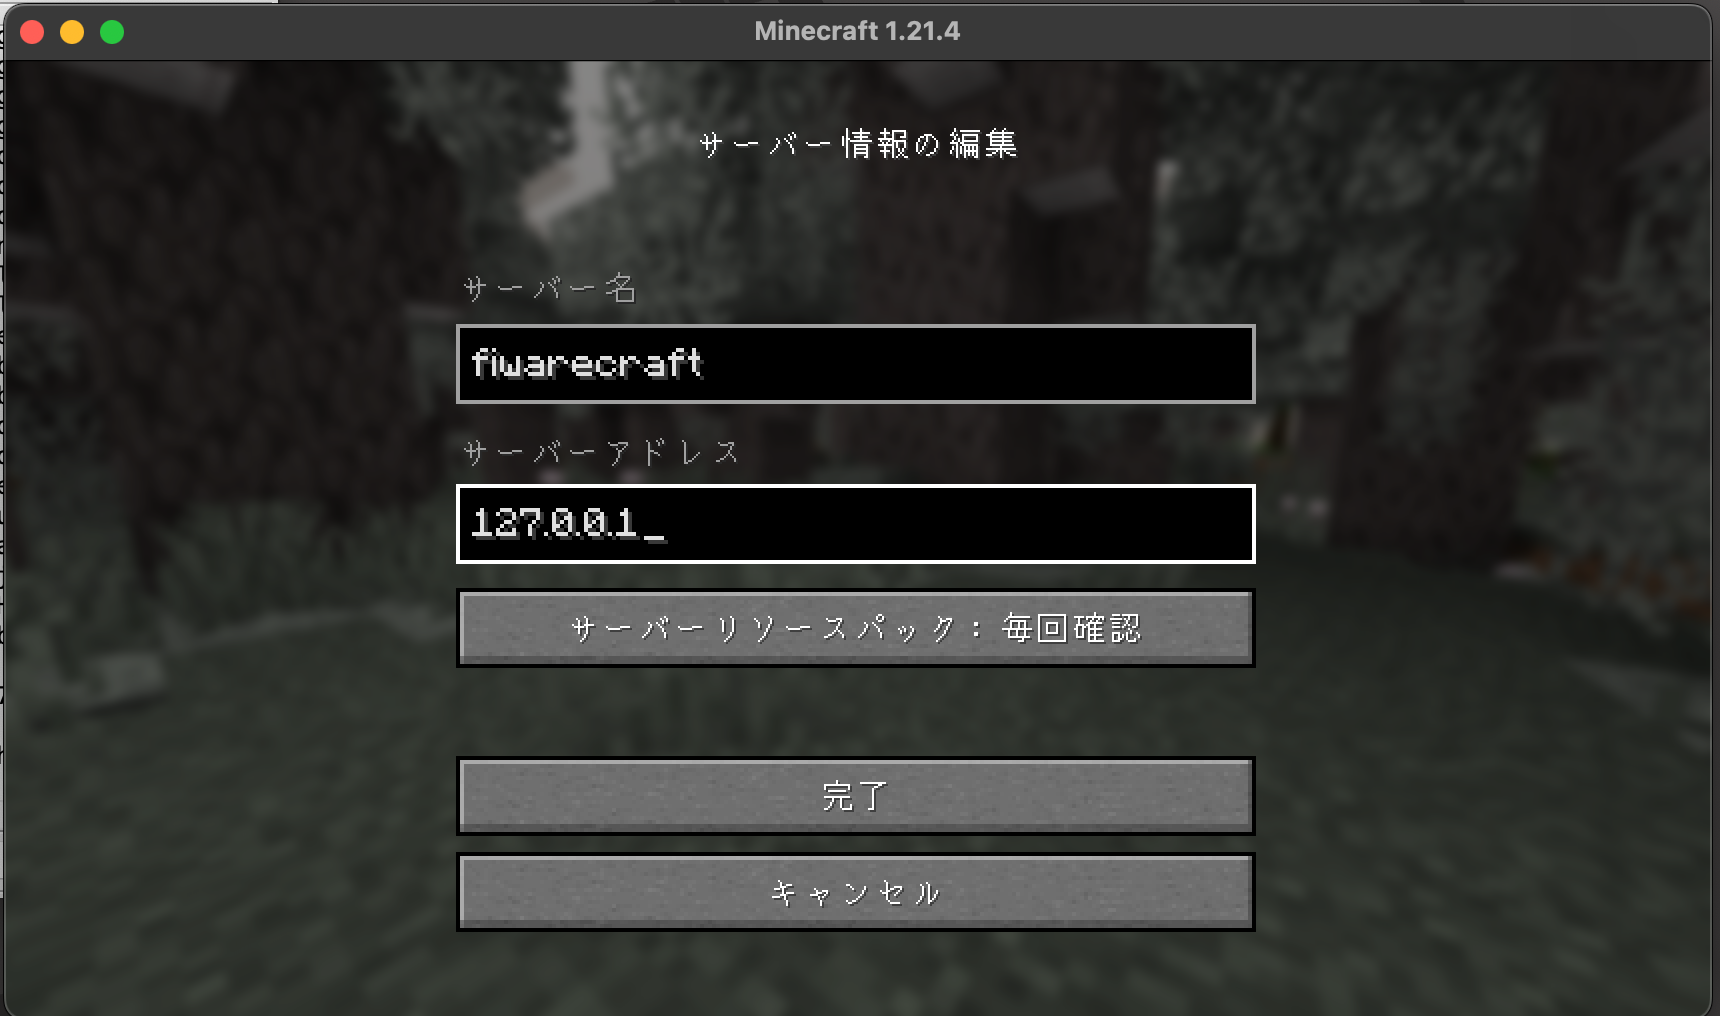 Minecraft 1.21.4
サーバー情報の編集
サーバー名
fiwarecraft
サーバーアドレス
127.0.0.1_
サーバーリソースパック：毎回確認
完了
キャンセル